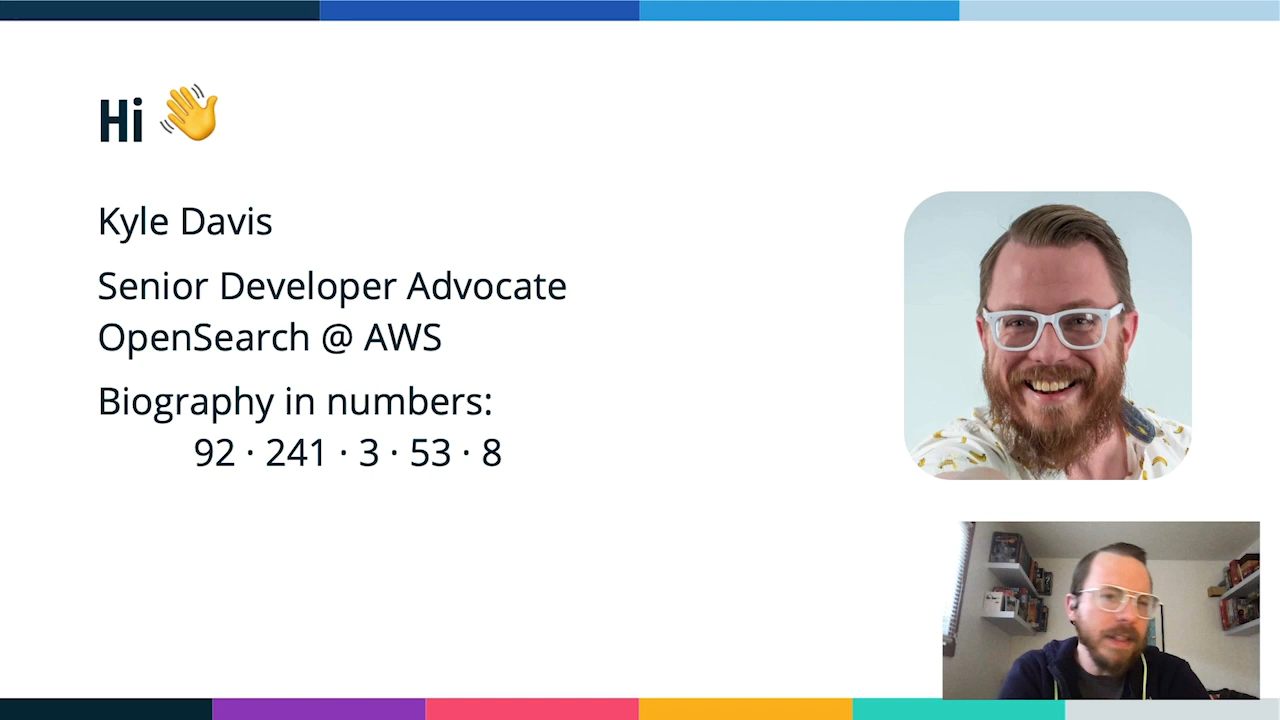 Hi 👋
Kyle Davis
Senior Developer Advocate
OpenSearch @ AWS
Biography in numbers:
92 · 241 · 3 · 53 · 8